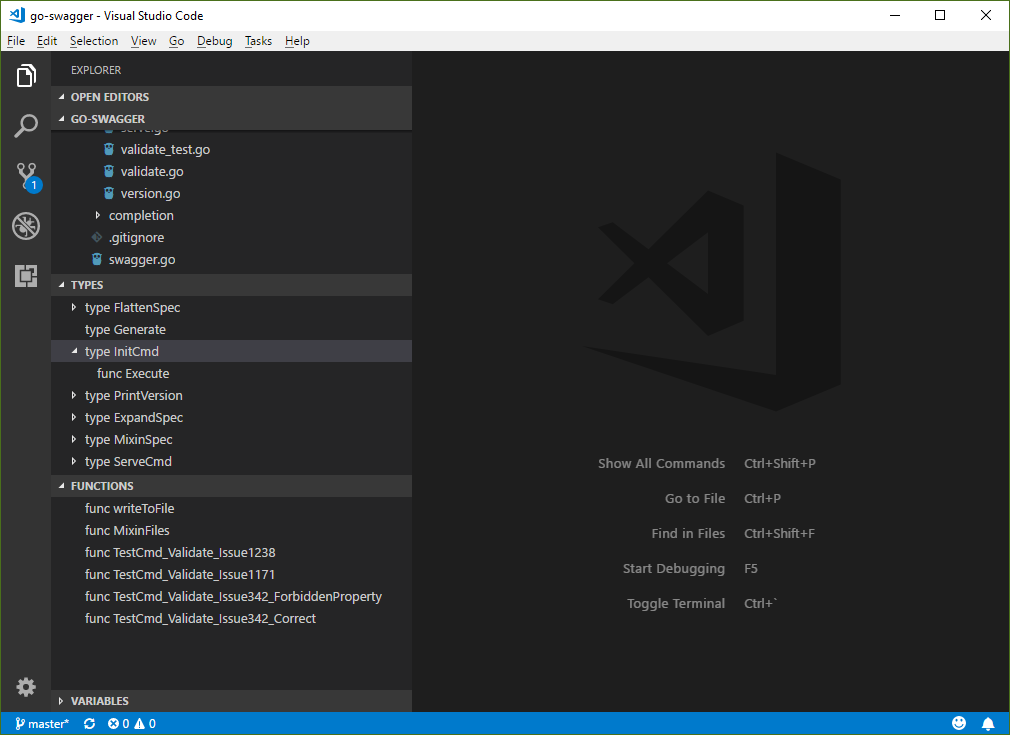 go-swagger - Visual Studio Code
File Edit Selection View Go Debug Tasks Help
EXPLORER
OPEN EDITORS
GO-SWAGGER
serve.go
validate_test.go
validate.go
1
version.go
completion
.gitignore
swagger.go
TYPES
type FlattenSpec
type Generate
type InitCmd
func Execute
type PrintVersion
type ExpandSpec
type MixinSpec
type ServeCmd
FUNCTIONS
func writeToFile
func MixinFiles
func TestCmd_Validate_Issue1238
func TestCmd_Validate_Issue1171
func TestCmd_Validate_Issue342_ForbiddenProperty
func TestCmd_Validate_Issue342_Correct
VARIABLES
Show All Commands Ctrl+Shift+P
Go to File Ctrl+P
Find in Files Ctrl+Shift+F
Start Debugging F5
Toggle Terminal Ctrl+`
master* 0 0